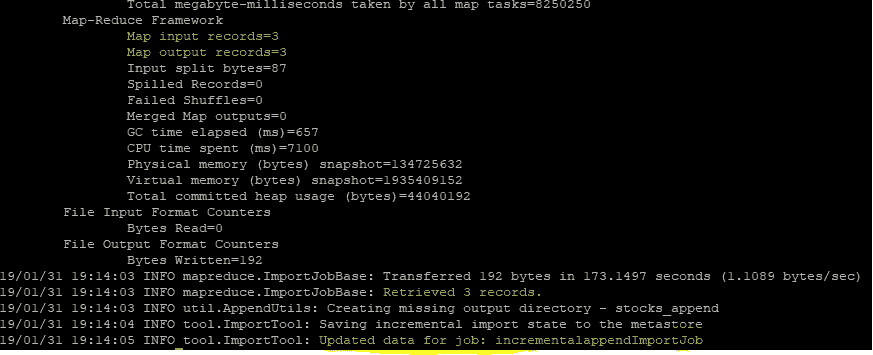 Total megabyte-milliseconds taken by all map tasks=8250250
Map-Reduce Framework
Map input records=3
Map output records=3
Input split bytes=87
Spilled Records=0
Failed Shuffles=0
Merged Map outputs=0
GC time elapsed (ms)=657
CPU time spent (ms)=7100
Physical memory (bytes) snapshot=134725632
Virtual memory (bytes) snapshot=1935409152
Total committed heap usage (bytes)=44040192
File Input Format Counters
Bytes Read=0
File Output Format Counters
Bytes Written=192
19/01/31 19:14:03 INFO mapreduce.ImportJobBase: Transferred 192 bytes in 173.1497 seconds (1.1089 bytes/sec)
19/01/31 19:14:03 INFO mapreduce.ImportJobBase: Retrieved 3 records.
19/01/31 19:14:03 INFO util.AppendUtils: Creating missing output directory - stocks_append
19/01/31 19:14:04 INFO tool.ImportTool: Saving incremental import state to the metastore
19/01/31 19:14:05 INFO tool.ImportTool: Updated data for job: incrementalappendImportJob